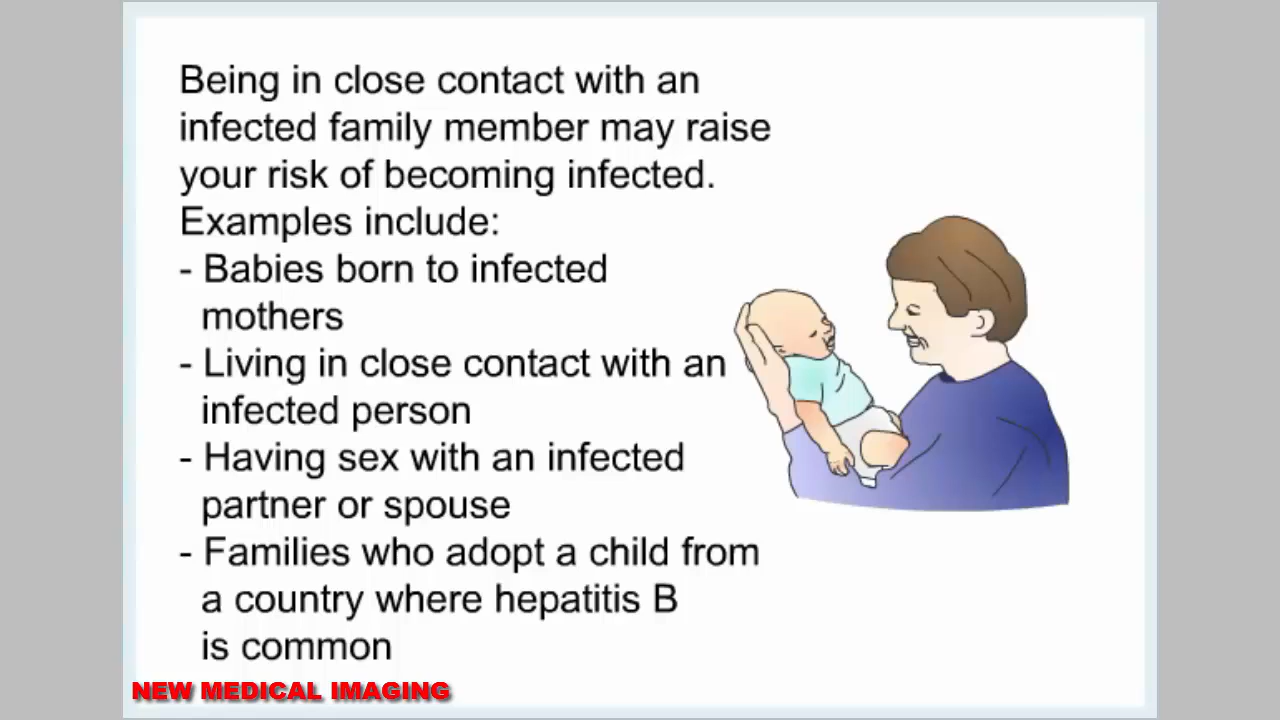 Being in close contact with an
infected family member may raise
your risk of becoming infected.
Examples include:
- Babies born to infected
mothers
- Living in close contact with an
infected person
- Having sex with an infected
partner or spouse
- Families who adopt a child from
a country where hepatitis B
is common
NEW MEDICAL IMAGING